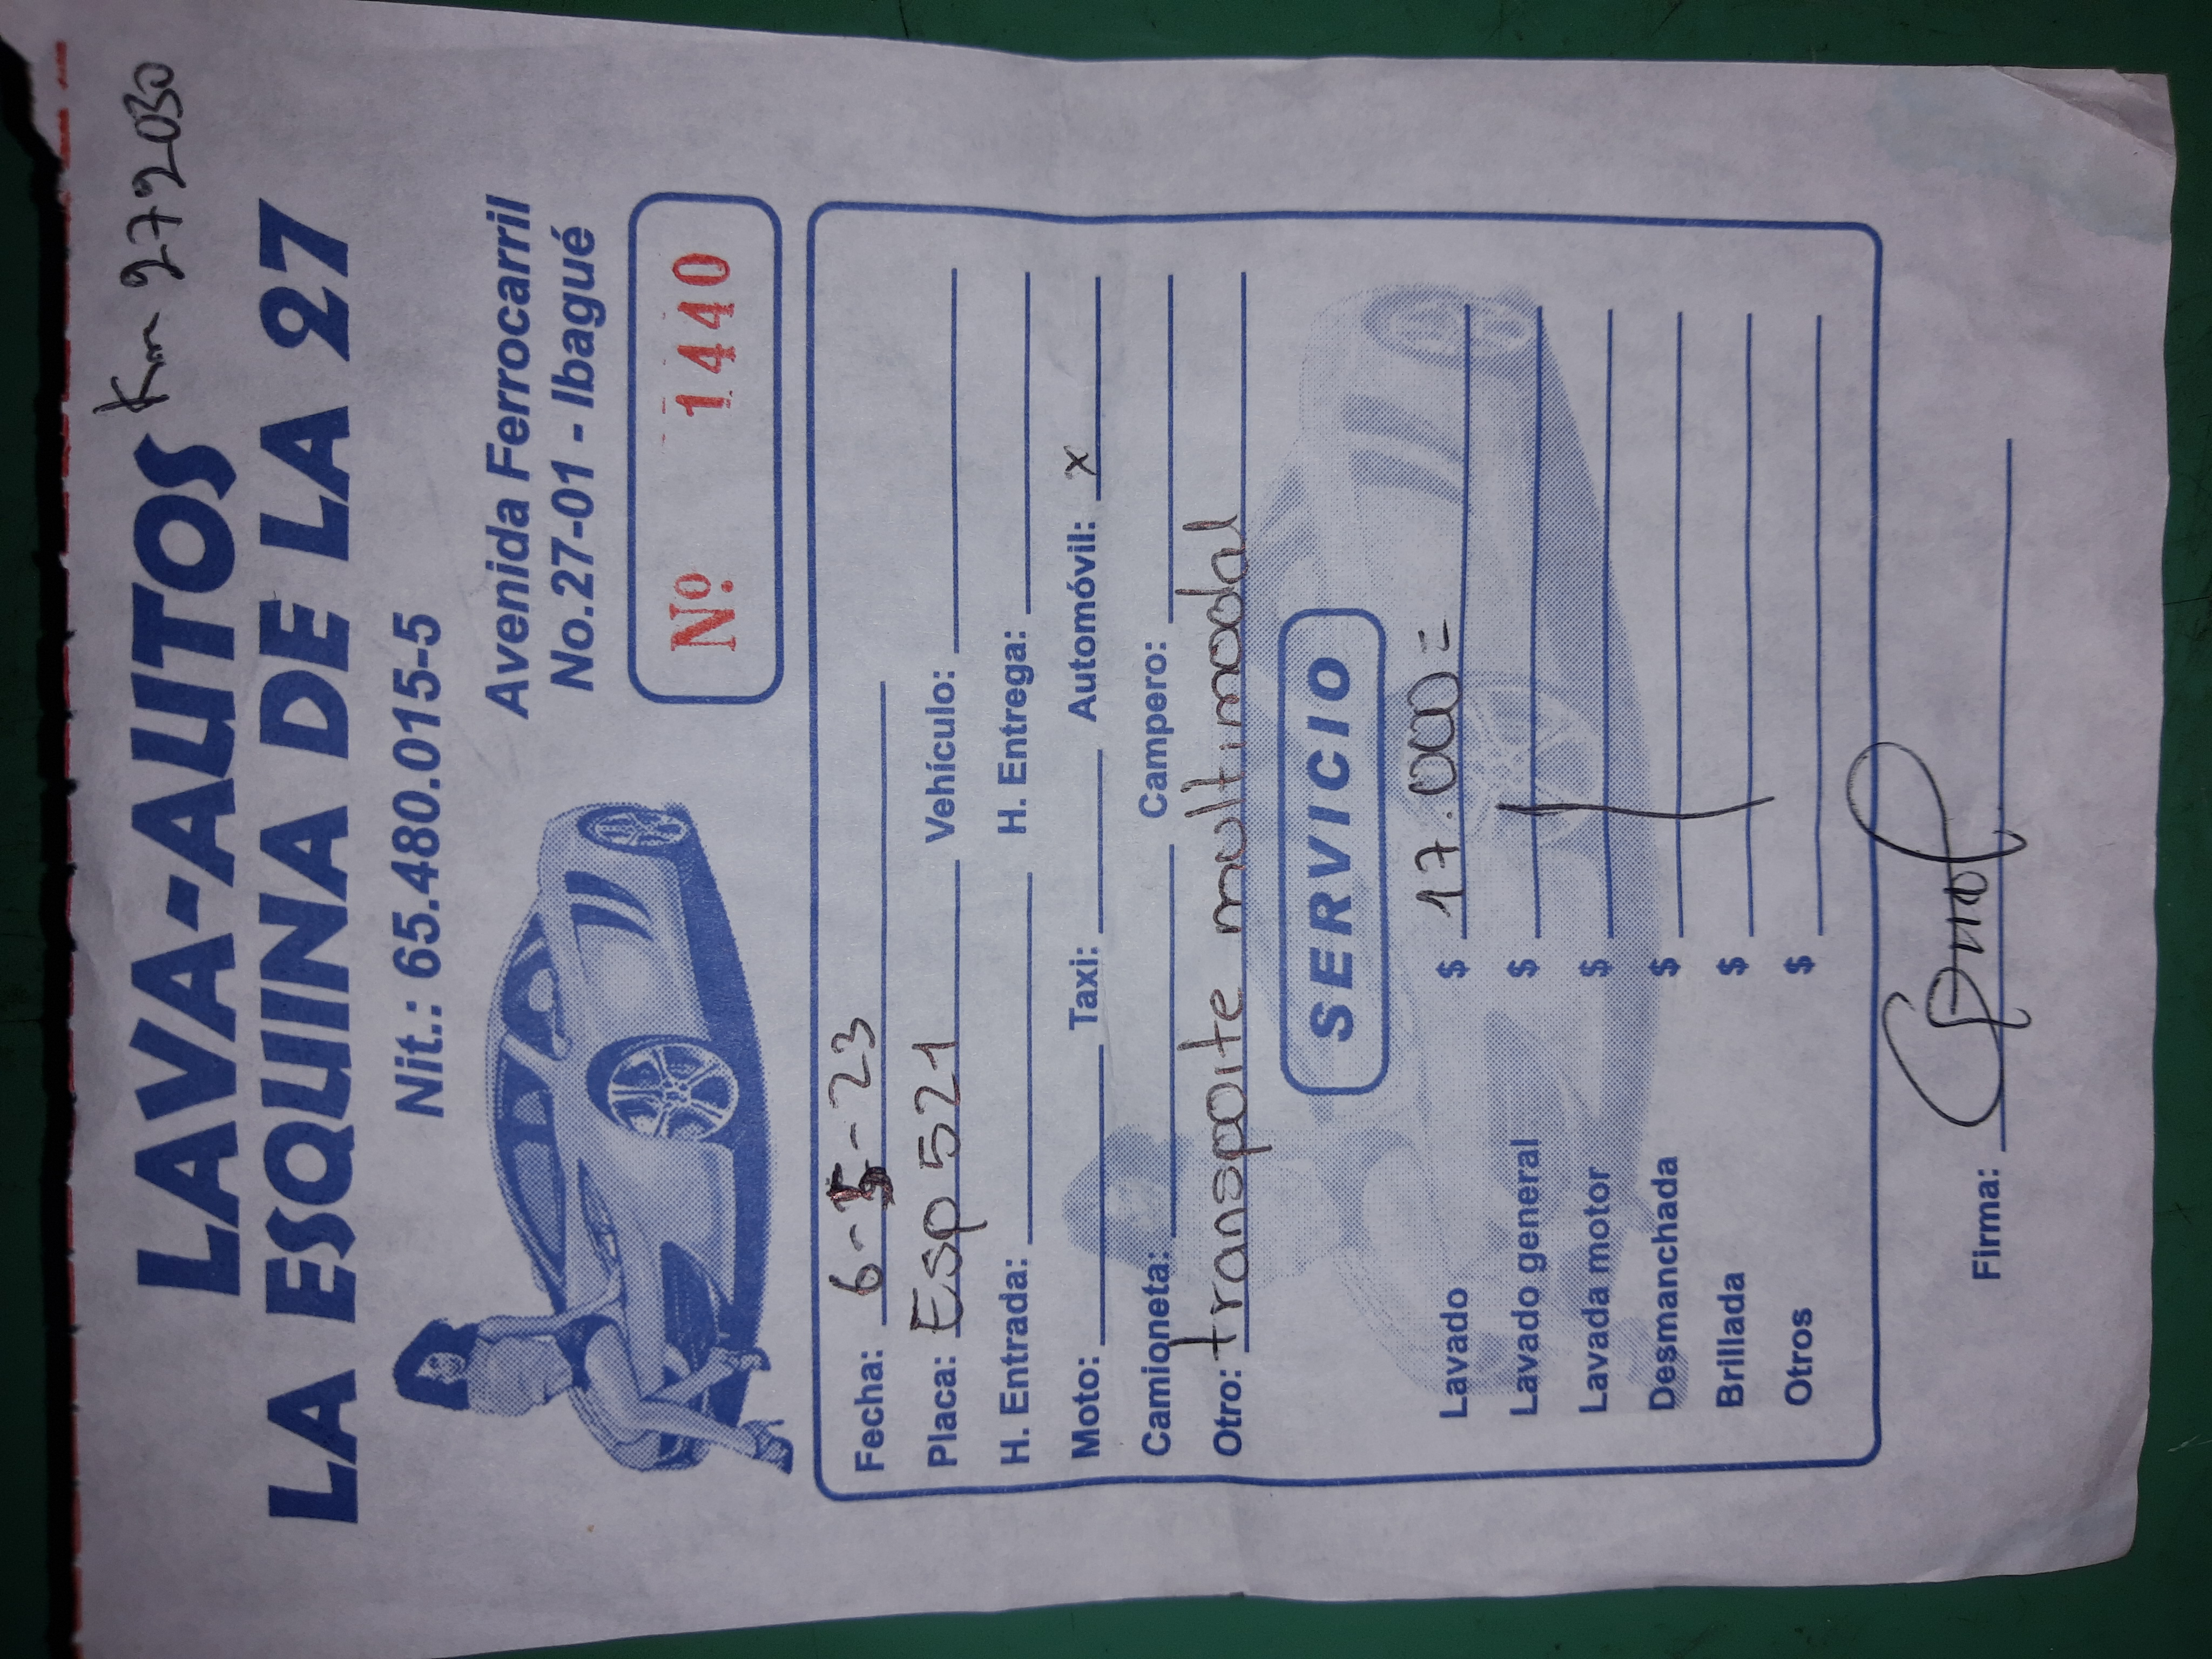 Km 272030
LAVA-AUTOS
LA ESQUINA DE LA 27
Nit.: 65.480.015-5
Avenida Ferrocarril
No.27-01 - Ibagué
Nº 1440
Fecha: 6-5-23
Placa: Esp 521 Vehículo:
H. Entrada: H. Entrega:
Moto: Taxi: Automóvil: x
Camioneta: Campero:
Otro: transporte multimodal
SERVICIO
Lavado $ 17.000=
Lavado general $
Lavada motor $
Desmanchada $
Brillada $
Otros $
Firma: